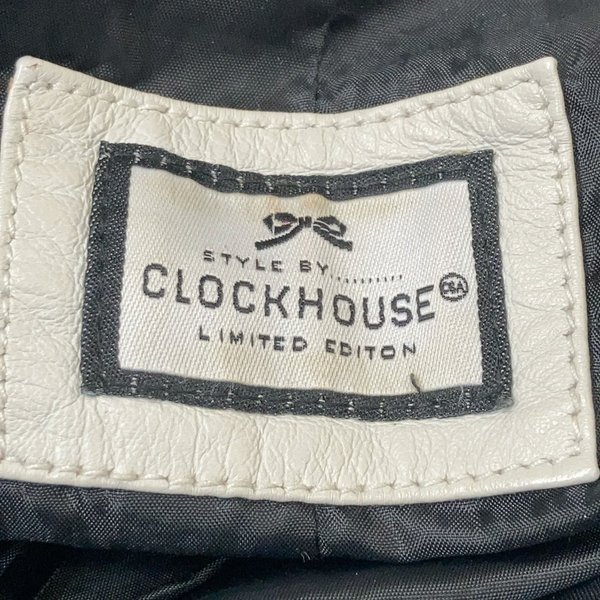 STYLE BY..........
CLOCKHOUSE C&A
LIMITED EDITON